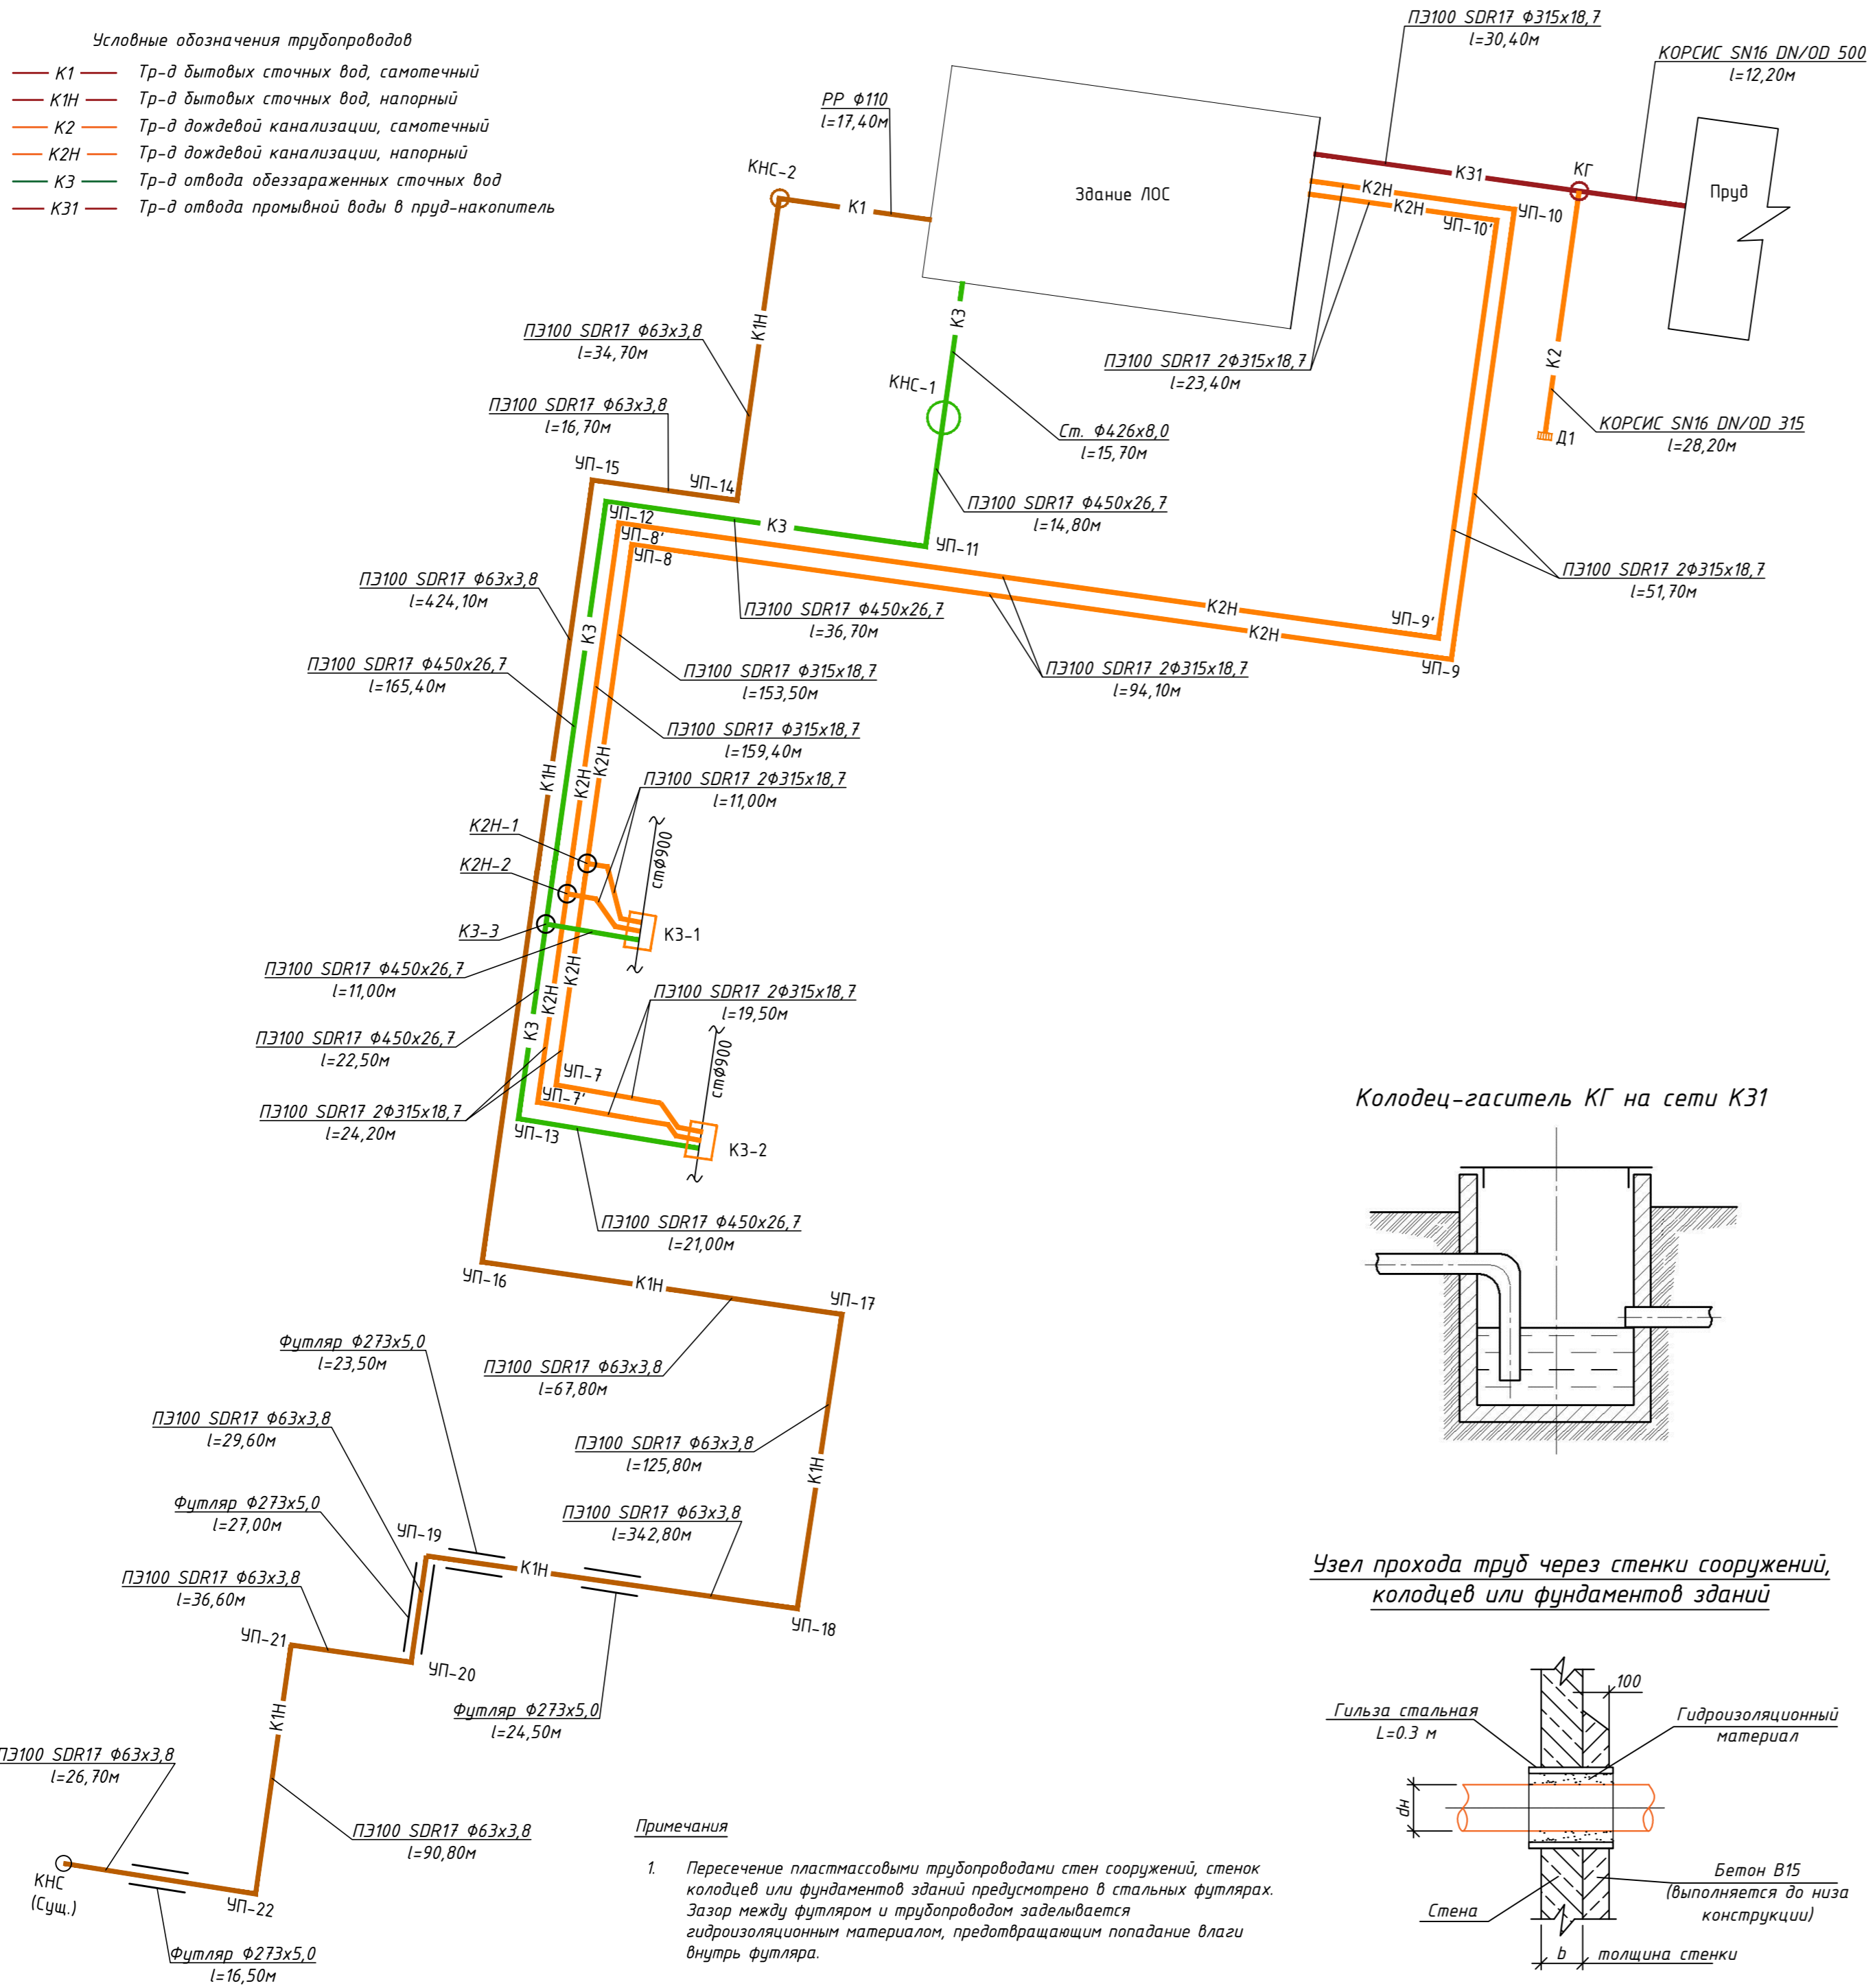 Условные обозначения трубопроводов
К1 Тр-д бытовых сточных вод, самотечный
К1Н Тр-д бытовых сточных вод, напорный
К2 Тр-д дождевой канализации, самотечный
К2Н Тр-д дождевой канализации, напорный
К3 Тр-д отвода обеззараженных сточных вод
К31 Тр-д отвода промывной воды в пруд-накопитель
ПЭ100 SDR17 Ф315х18,7
l=30,40м
КОРСИС SN16 DN/OD 500
l=12,20м
РР Ф110
l=17,40м
КНС-2
К1
Здание ЛОС
К31
КГ
Пруд
К2Н
К2Н
УП-10
УП-10'
К1Н
К3
ПЭ100 SDR17 Ф63х3,8
l=34,70м
ПЭ100 SDR17 2Ф315х18,7
l=23,40м
К2
КНС-1
ПЭ100 SDR17 Ф63х3,8
l=16,70м
Ст. Ф426х8,0
l=15,70м
Д1
КОРСИС SN16 DN/OD 315
l=28,20м
УП-15
УП-14
ПЭ100 SDR17 Ф450х26,7
l=14,80м
УП-12
К3
УП-8'
УП-8
УП-11
ПЭ100 SDR17 Ф63х3,8
l=424,10м
ПЭ100 SDR17 2Ф315х18,7
l=51,70м
ПЭ100 SDR17 Ф450х26,7
l=36,70м
К2Н
К2Н
УП-9'
УП-9
К3
ПЭ100 SDR17 Ф450х26,7
l=165,40м
ПЭ100 SDR17 Ф315х18,7
l=153,50м
ПЭ100 SDR17 2Ф315х18,7
l=94,10м
ПЭ100 SDR17 Ф315х18,7
l=159,40м
К1Н
К2Н
К2Н
ПЭ100 SDR17 2Ф315х18,7
l=11,00м
К2Н-1
К2Н-2
стф900
К3-3
К3-1
ПЭ100 SDR17 Ф450х26,7
l=11,00м
К2Н
К2Н
ПЭ100 SDR17 2Ф315х18,7
l=19,50м
К3
ПЭ100 SDR17 Ф450х26,7
l=22,50м
стф900
УП-7
УП-7'
ПЭ100 SDR17 2Ф315х18,7
l=24,20м
УП-13
К3-2
Колодец-гаситель КГ на сети К31
ПЭ100 SDR17 Ф450х26,7
l=21,00м
УП-16
К1Н
УП-17
Футляр Ф273х5,0
l=23,50м
ПЭ100 SDR17 Ф63х3,8
l=67,80м
ПЭ100 SDR17 Ф63х3,8
l=29,60м
ПЭ100 SDR17 Ф63х3,8
l=125,80м
К1Н
Футляр Ф273х5,0
l=27,00м
ПЭ100 SDR17 Ф63х3,8
l=342,80м
УП-19
К1Н
ПЭ100 SDR17 Ф63х3,8
l=36,60м
УП-18
УП-21
УП-20
Узел прохода труб через стенки сооружений,
колодцев или фундаментов зданий
Футляр Ф273х5,0
l=24,50м
К1Н
ПЭ100 SDR17 Ф63х3,8
l=26,70м
ПЭ100 SDR17 Ф63х3,8
l=90,80м
КНС
(Сущ.)
УП-22
Футляр Ф273х5,0
l=16,50м
100
Гильза стальная
L=0.3 м
Гидроизоляционный
материал
dн
Бетон В15
(выполняется до низа
конструкции)
Стена
b
толщина стенки
Примечания
1. Пересечение пластмассовыми трубопроводами стен сооружений, стенок
колодцев или фундаментов зданий предусмотрено в стальных футлярах.
Зазор между футляром и трубопроводом заделывается
гидроизоляционным материалом, предотвращающим попадание влаги
внутрь футляра.